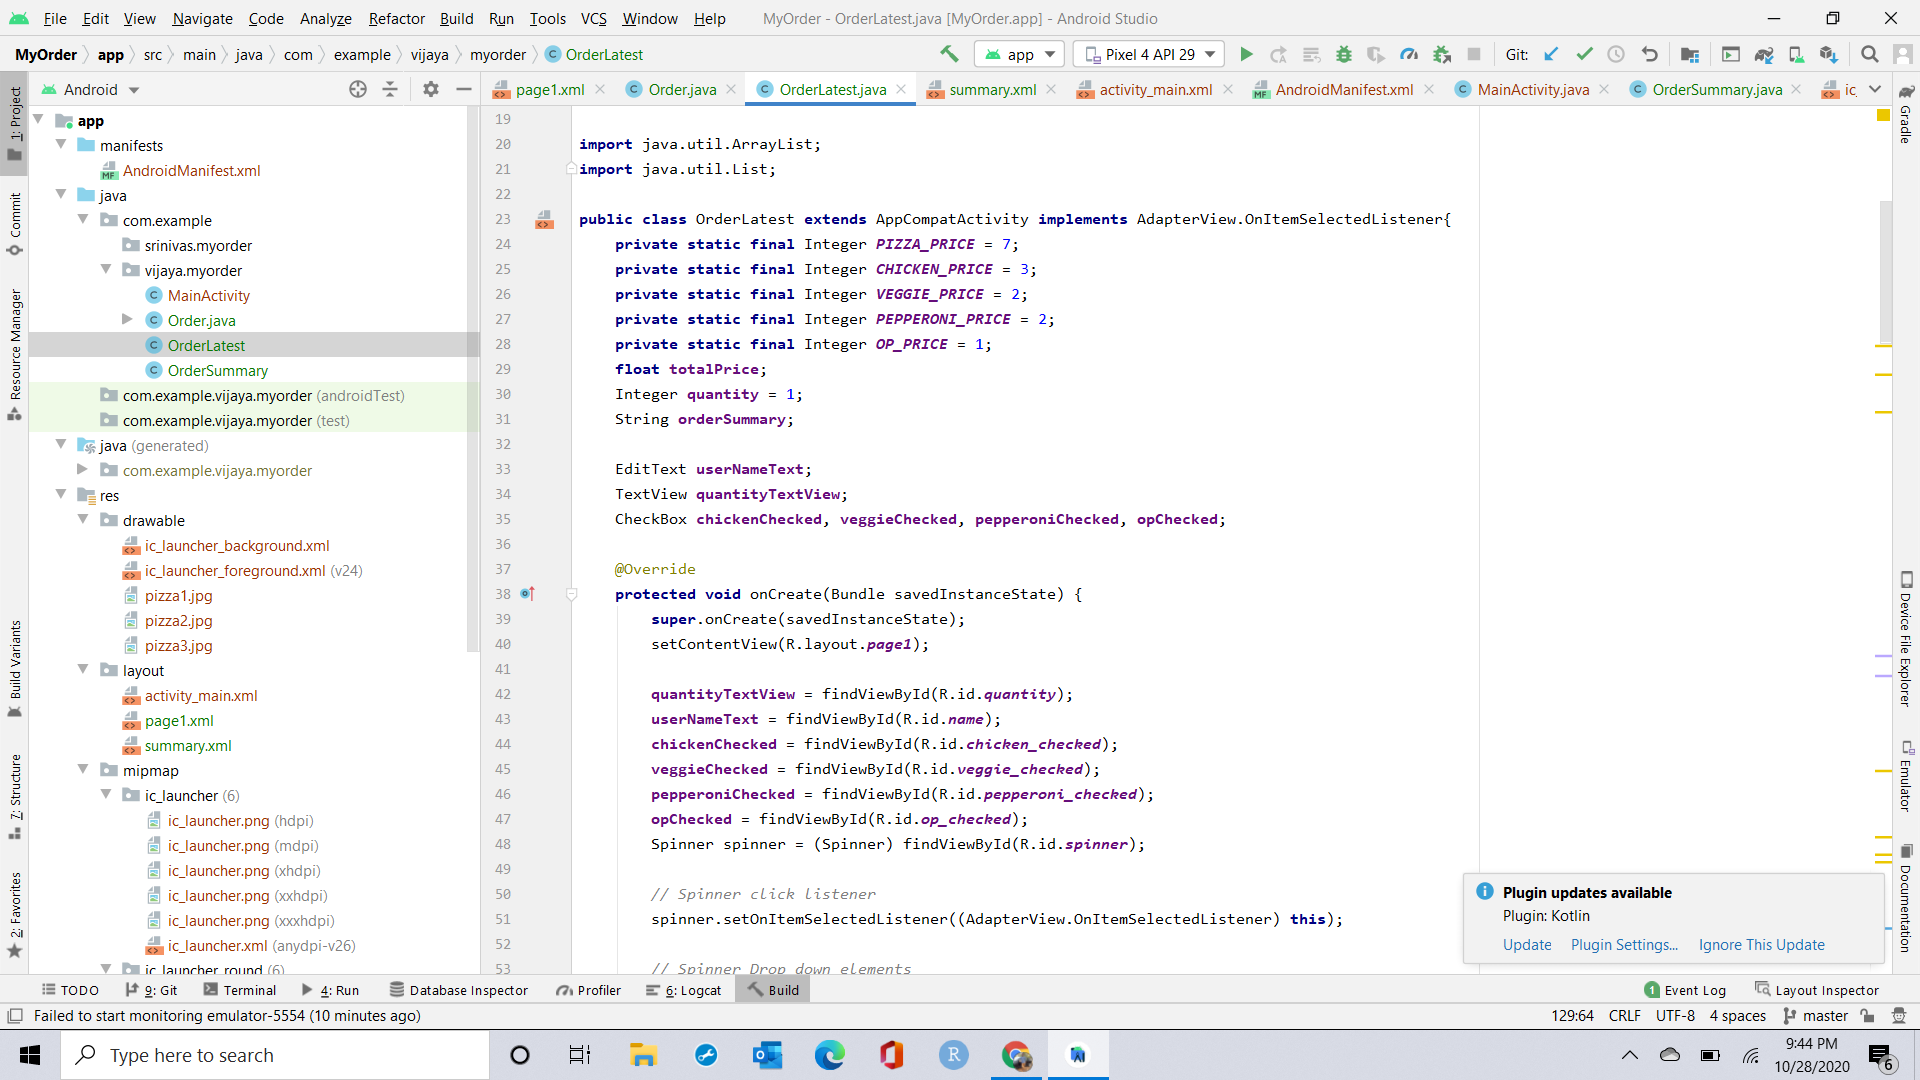 File Edit View Navigate Code Analyze Refactor Build Run Tools VCS Window Help MyOrder - OrderLatest.java [MyOrder.app] - Android Studio
MyOrder app src main java com example vijaya myorder OrderLatest app Pixel 4 API 29 Git:
Android page1.xml Order.java OrderLatest.java summary.xml activity_main.xml AndroidManifest.xml MainActivity.java OrderSummary.java ic_
1: Project
Commit
Resource Manager
Build Variants
7: Structure
2: Favorites
app
manifests
AndroidManifest.xml
java
com.example
srinivas.myorder
vijaya.myorder
MainActivity
Order.java
OrderLatest
OrderSummary
com.example.vijaya.myorder (androidTest)
com.example.vijaya.myorder (test)
java (generated)
com.example.vijaya.myorder
res
drawable
ic_launcher_background.xml
ic_launcher_foreground.xml (v24)
pizza1.jpg
pizza2.jpg
pizza3.jpg
layout
activity_main.xml
page1.xml
summary.xml
mipmap
ic_launcher (6)
ic_launcher.png (hdpi)
ic_launcher.png (mdpi)
ic_launcher.png (xhdpi)
ic_launcher.png (xxhdpi)
ic_launcher.png (xxxhdpi)
ic_launcher.xml (anydpi-v26)
ic_launcher_round (6)
19
20 import java.util.ArrayList;
21 import java.util.List;
22
23 public class OrderLatest extends AppCompatActivity implements AdapterView.OnItemSelectedListener{
24 private static final Integer PIZZA_PRICE = 7;
25 private static final Integer CHICKEN_PRICE = 3;
26 private static final Integer VEGGIE_PRICE = 2;
27 private static final Integer PEPPERONI_PRICE = 2;
28 private static final Integer OP_PRICE = 1;
29 float totalPrice;
30 Integer quantity = 1;
31 String orderSummary;
32
33 EditText userNameText;
34 TextView quantityTextView;
35 CheckBox chickenChecked, veggieChecked, pepperoniChecked, opChecked;
36
37 @Override
38 protected void onCreate(Bundle savedInstanceState) {
39 super.onCreate(savedInstanceState);
40 setContentView(R.layout.page1);
41
42 quantityTextView = findViewById(R.id.quantity);
43 userNameText = findViewById(R.id.name);
44 chickenChecked = findViewById(R.id.chicken_checked);
45 veggieChecked = findViewById(R.id.veggie_checked);
46 pepperoniChecked = findViewById(R.id.pepperoni_checked);
47 opChecked = findViewById(R.id.op_checked);
48 Spinner spinner = (Spinner) findViewById(R.id.spinner);
49
50 // Spinner click listener
51 spinner.setOnItemSelectedListener((AdapterView.OnItemSelectedListener) this);
52
53 // Spinner Drop down elements
Gradle
Device File Explorer
Emulator
Documentation
Plugin updates available
Plugin: Kotlin
Update Plugin Settings... Ignore This Update
TODO 9: Git Terminal 4: Run Database Inspector Profiler 6: Logcat Build 1 Event Log Layout Inspector
Failed to start monitoring emulator-5554 (10 minutes ago) 129:64 CRLF UTF-8 4 spaces master
Type here to search
R
9:44 PM
10/28/2020
6